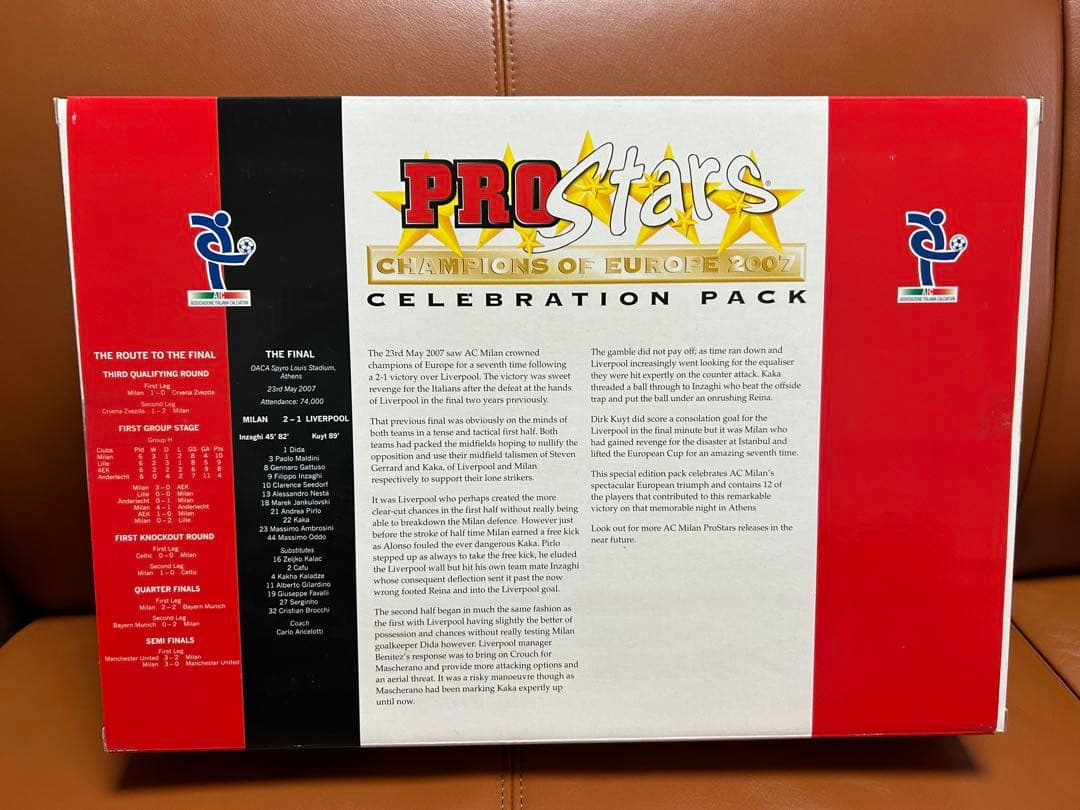 PROStars®
CHAMPIONS OF EUROPE 2007
CELEBRATION PACK
AIC
ASSOCIAZIONE ITALIANA CALCIATORI
AIC
ASSOCIAZIONE ITALIANA CALCIATORI
THE ROUTE TO THE FINAL
THIRD QUALIFYING ROUND
First Leg
Milan 1-0 Crvena Zvezda
Second Leg
Crvena Zvezda 1-2 Milan
FIRST GROUP STAGE
Group H
Clubs Pld W D L GS GA Pts
Milan 6 3 1 2 8 4 10
Lille 6 2 3 1 8 5 9
AEK 6 2 2 2 6 9 8
Anderlecht 6 0 4 2 7 11 4
Milan 3-0 AEK
Lille 0-0 Milan
Anderlecht 0-1 Milan
Milan 4-1 Anderlecht
AEK 1-0 Milan
Milan 0-2 Lille
FIRST KNOCKOUT ROUND
First Leg
Celtic 0-0 Milan
Second Leg
Milan 1-0 Celtic
QUARTER FINALS
First Leg
Milan 2-2 Bayern Munich
Second Leg
Bayern Munich 0-2 Milan
SEMI FINALS
First Leg
Manchester United 3-2 Milan
Milan 3-0 Manchester United
THE FINAL
OACA Spyro Louis Stadium,
Athens
23rd May 2007
Attendance: 74,000
MILAN 2-1 LIVERPOOL
Inzaghi 45' 82' Kuyt 89'
1 Dida
3 Paolo Maldini
8 Gennaro Gattuso
9 Filippo Inzaghi
10 Clarence Seedorf
13 Alessandro Nesta
18 Marek Jankulovski
21 Andrea Pirlo
22 Kaka
23 Massimo Ambrosini
44 Massimo Oddo
Substitutes
16 Zeljko Kalac
2 Cafu
4 Kakha Kaladze
11 Alberto Gilardino
19 Giuseppe Favalli
27 Serginho
32 Cristian Brocchi
Coach
Carlo Ancelotti
The 23rd May 2007 saw AC Milan crowned
champions of Europe for a seventh time following
a 2-1 victory over Liverpool. The victory was sweet
revenge for the Italians after the defeat at the hands
of Liverpool in the final two years previously.
That previous final was obviously on the minds of
both teams in a tense and tactical first half. Both
teams had packed the midfields hoping to nullify the
opposition and use their midfield talismen of Steven
Gerrard and Kaka, of Liverpool and Milan
respectively to support their lone strikers.
It was Liverpool who perhaps created the more
clear-cut chances in the first half without really being
able to breakdown the Milan defence. However just
before the stroke of half time Milan earned a free kick
as Alonso fouled the ever dangerous Kaka. Pirlo
stepped up as always to take the free kick, he eluded
the Liverpool wall but hit his own team mate Inzaghi
whose consequent deflection sent it past the now
wrong footed Reina and into the Liverpool goal.
The second half began in much the same fashion as
the first with Liverpool having slightly the better of
possession and chances without really testing Milan
goalkeeper Dida however. Liverpool manager
Benitez's response was to bring on Crouch for
Mascherano and provide more attacking options and
an aerial threat. It was a risky manoeuvre though as
Mascherano had been marking Kaka expertly up
until now.
The gamble did not pay off; as time ran down and
Liverpool increasingly went looking for the equaliser
they were hit expertly on the counter attack. Kaka
threaded a ball through to Inzaghi who beat the offside
trap and put the ball under an onrushing Reina.
Dirk Kuyt did score a consolation goal for the
Liverpool in the final minute but it was Milan who
had gained revenge for the disaster at Istanbul and
lifted the European Cup for an amazing seventh time.
This special edition pack celebrates AC Milan's
spectacular European triumph and contains 12 of
the players that contributed to this remarkable
victory on that memorable night in Athens
Look out for more AC Milan ProStars releases in the
near future.